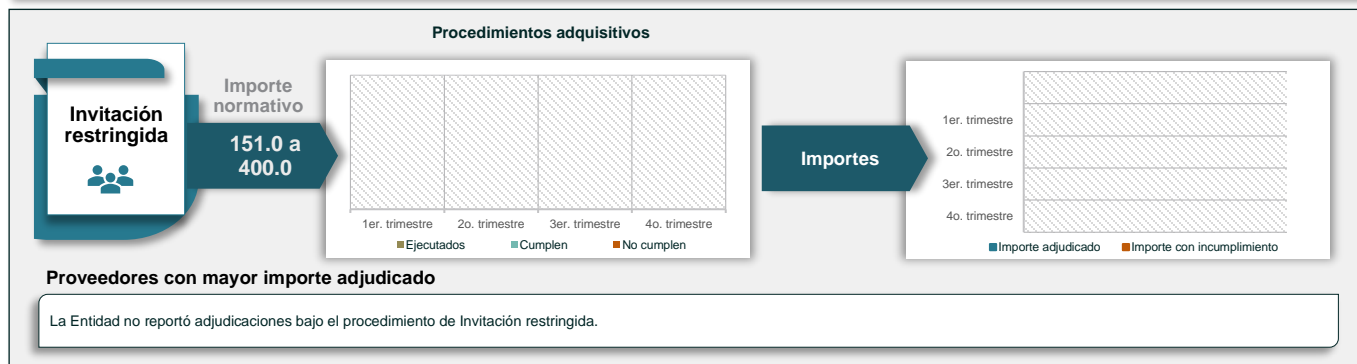 Procedimientos adquisitivos
Invitación
restringida
Importe
normativo
151.0 a
400.0
1er. trimestre 2o. trimestre 3er. trimestre 4o. trimestre
Ejecutados Cumplen No cumplen
Importes
1er. trimestre
2o. trimestre
3er. trimestre
4o. trimestre
Importe adjudicado Importe con incumplimiento
Proveedores con mayor importe adjudicado
La Entidad no reportó adjudicaciones bajo el procedimiento de Invitación restringida.